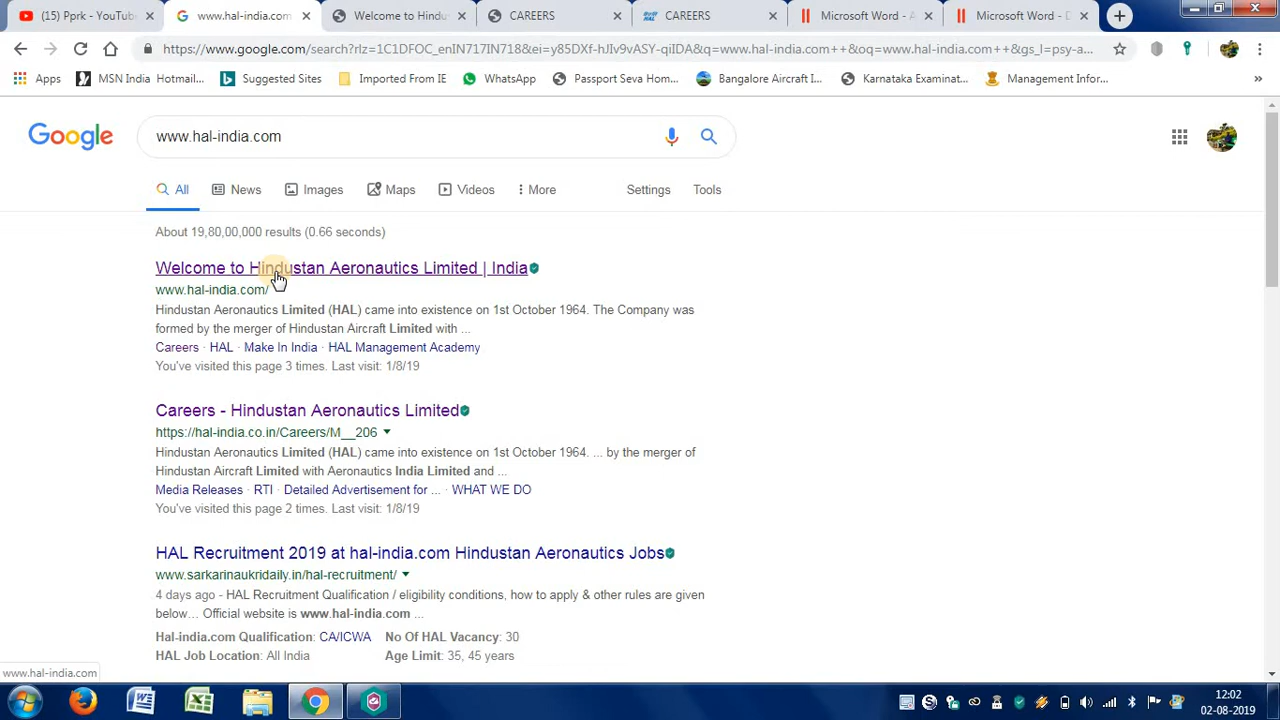 (15) Pprk - YouTube
www.hal-india.com
Welcome to Hindus
CAREERS
CAREERS
Microsoft Word - A
Microsoft Word - D
https://www.google.com/search?rlz=1C1DFOC_enIN717IN718&ei=y85DXf-hJIv9vASY-qiIDA&q=www.hal-india.com++&oq=www.hal-india.com++&gs_l=psy-a...
Apps MSN India Hotmail... Suggested Sites Imported From IE WhatsApp Passport Seva Hom... Bangalore Aircraft I... Karnataka Examinat... Management Infor... »
Google
www.hal-india.com
All News Images Maps Videos More Settings Tools
About 19,80,00,000 results (0.66 seconds)
Welcome to Hindustan Aeronautics Limited | India
www.hal-india.com/
Hindustan Aeronautics Limited (HAL) came into existence on 1st October 1964. The Company was
formed by the merger of Hindustan Aircraft Limited with ...
Careers · HAL · Make In India · HAL Management Academy
You've visited this page 3 times. Last visit: 1/8/19
Careers - Hindustan Aeronautics Limited
https://hal-india.co.in/Careers/M__206
Hindustan Aeronautics Limited (HAL) came into existence on 1st October 1964. ... by the merger of
Hindustan Aircraft Limited with Aeronautics India Limited and ...
Media Releases · RTI · Detailed Advertisement for ... · WHAT WE DO
You've visited this page 2 times. Last visit: 1/8/19
HAL Recruitment 2019 at hal-india.com Hindustan Aeronautics Jobs
www.sarkarinaukridaily.in/hal-recruitment/
4 days ago - HAL Recruitment Qualification / eligibility conditions, how to apply & other rules are given
below... Official website is www.hal-india.com ...
Hal-india.com Qualification: CA/ICWA No Of HAL Vacancy: 30
HAL Job Location: All India Age Limit: 35, 45 years
www.hal-india.com
12:02
02-08-2019